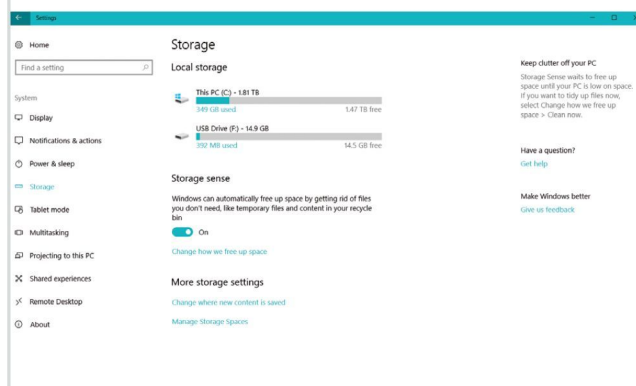 Settings
Home
Find a setting
System
Display
Notifications & actions
Power & sleep
Storage
Tablet mode
Multitasking
Projecting to this PC
Shared experiences
Remote Desktop
About
Storage
Local storage
This PC (C:) - 1.81 TB
349 GB used 1.47 TB free
USB Drive (F:) - 14.9 GB
392 MB used 14.5 GB free
Storage sense
Windows can automatically free up space by getting rid of files
you don't need, like temporary files and content in your recycle
bin
On
Change how we free up space
More storage settings
Change where new content is saved
Manage Storage Spaces
Keep clutter off your PC
Storage Sense waits to free up
space until your PC is low on space.
If you want to tidy up files now,
select Change how we free up
space > Clean now.
Have a question?
Get help
Make Windows better
Give us feedback